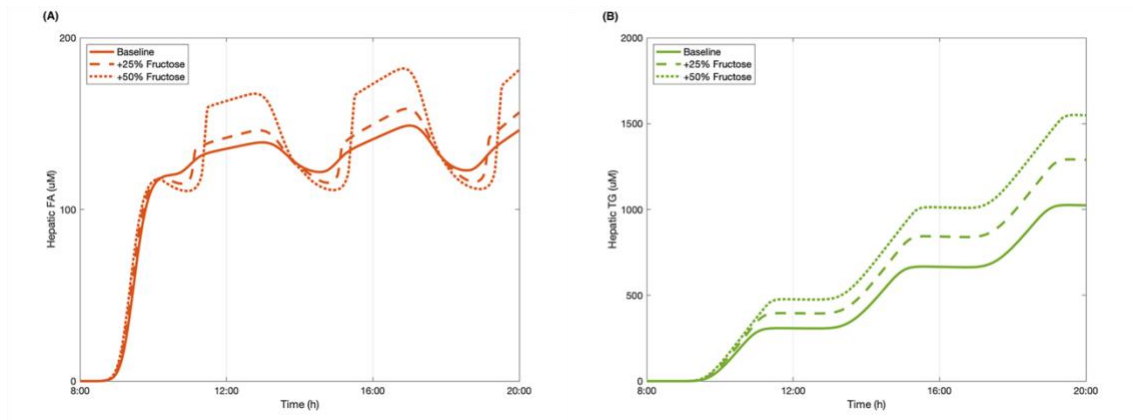 (A)
200
Baseline
+25% Fructose
+50% Fructose
Hepatic FA (uM)
100
0
8:00 12:00 16:00 20:00
Time (h)
(B)
2000
Baseline
+25% Fructose
+50% Fructose
1500
Hepatic TG (uM)
1000
500
0
8:00 12:00 16:00 20:00
Time (h)